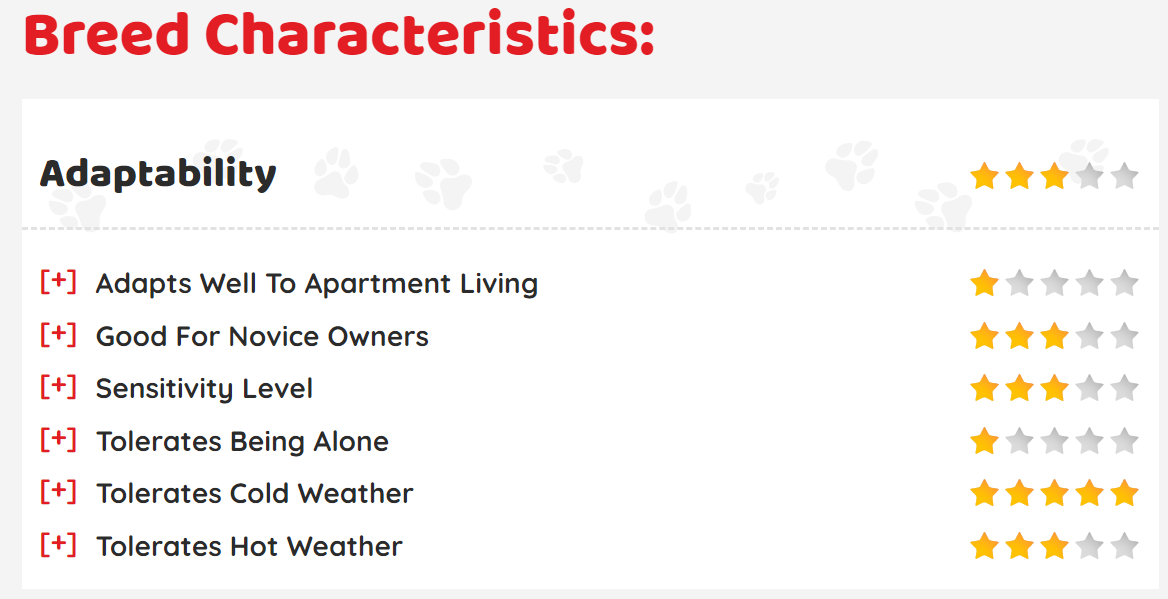 Breed Characteristics:
Adaptability
[+] Adapts Well To Apartment Living
[+] Good For Novice Owners
[+] Sensitivity Level
[+] Tolerates Being Alone
[+] Tolerates Cold Weather
[+] Tolerates Hot Weather